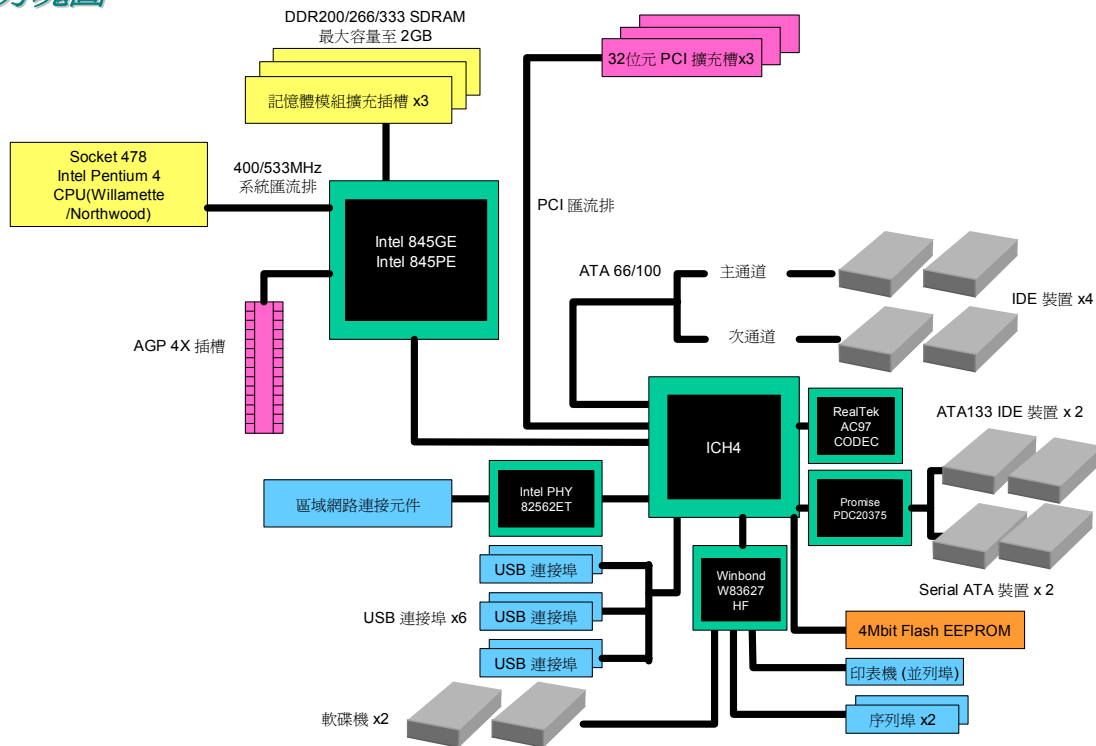 DDR200/266/333 SDRAM
最大容量至 2GB
記憶體模組擴充插槽 x3
32位元 PCI 擴充槽x3
Socket 478
Intel Pentium 4
CPU(Willamette
/Northwood)
400/533MHz
系統匯流排
Intel 845GE
Intel 845PE
PCI 匯流排
ATA 66/100
主通道
次通道
IDE 裝置 x4
AGP 4X 插槽
ICH4
RealTek
AC97
CODEC
ATA133 IDE 裝置 x 2
區域網路連接元件
Intel PHY
82562ET
Promise
PDC20375
Serial ATA 裝置 x 2
USB 連接埠
USB 連接埠 x6
USB 連接埠
USB 連接埠
Winbond
W83627
HF
4Mbit Flash EEPROM
印表機 (並列埠)
序列埠 x2
軟碟機 x2